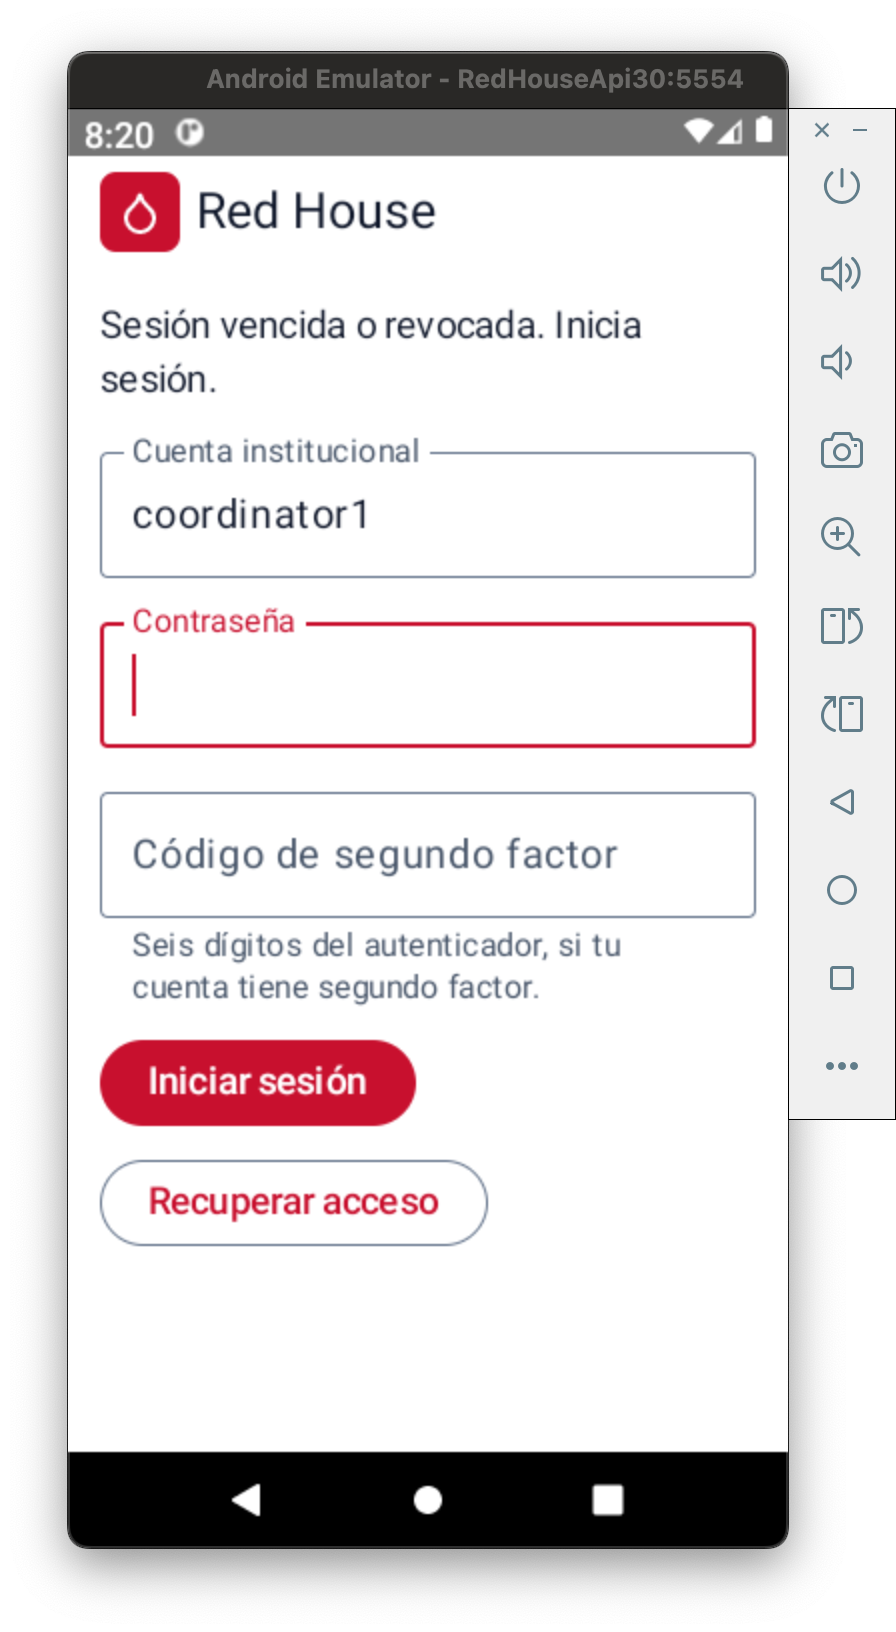 Android Emulator - RedHouseApi30:5554
8:20
Red House
Sesión vencida o revocada. Inicia
sesión.
Cuenta institucional
coordinator1
Contraseña
Código de segundo factor
Seis dígitos del autenticador, si tu
cuenta tiene segundo factor.
Iniciar sesión
Recuperar acceso